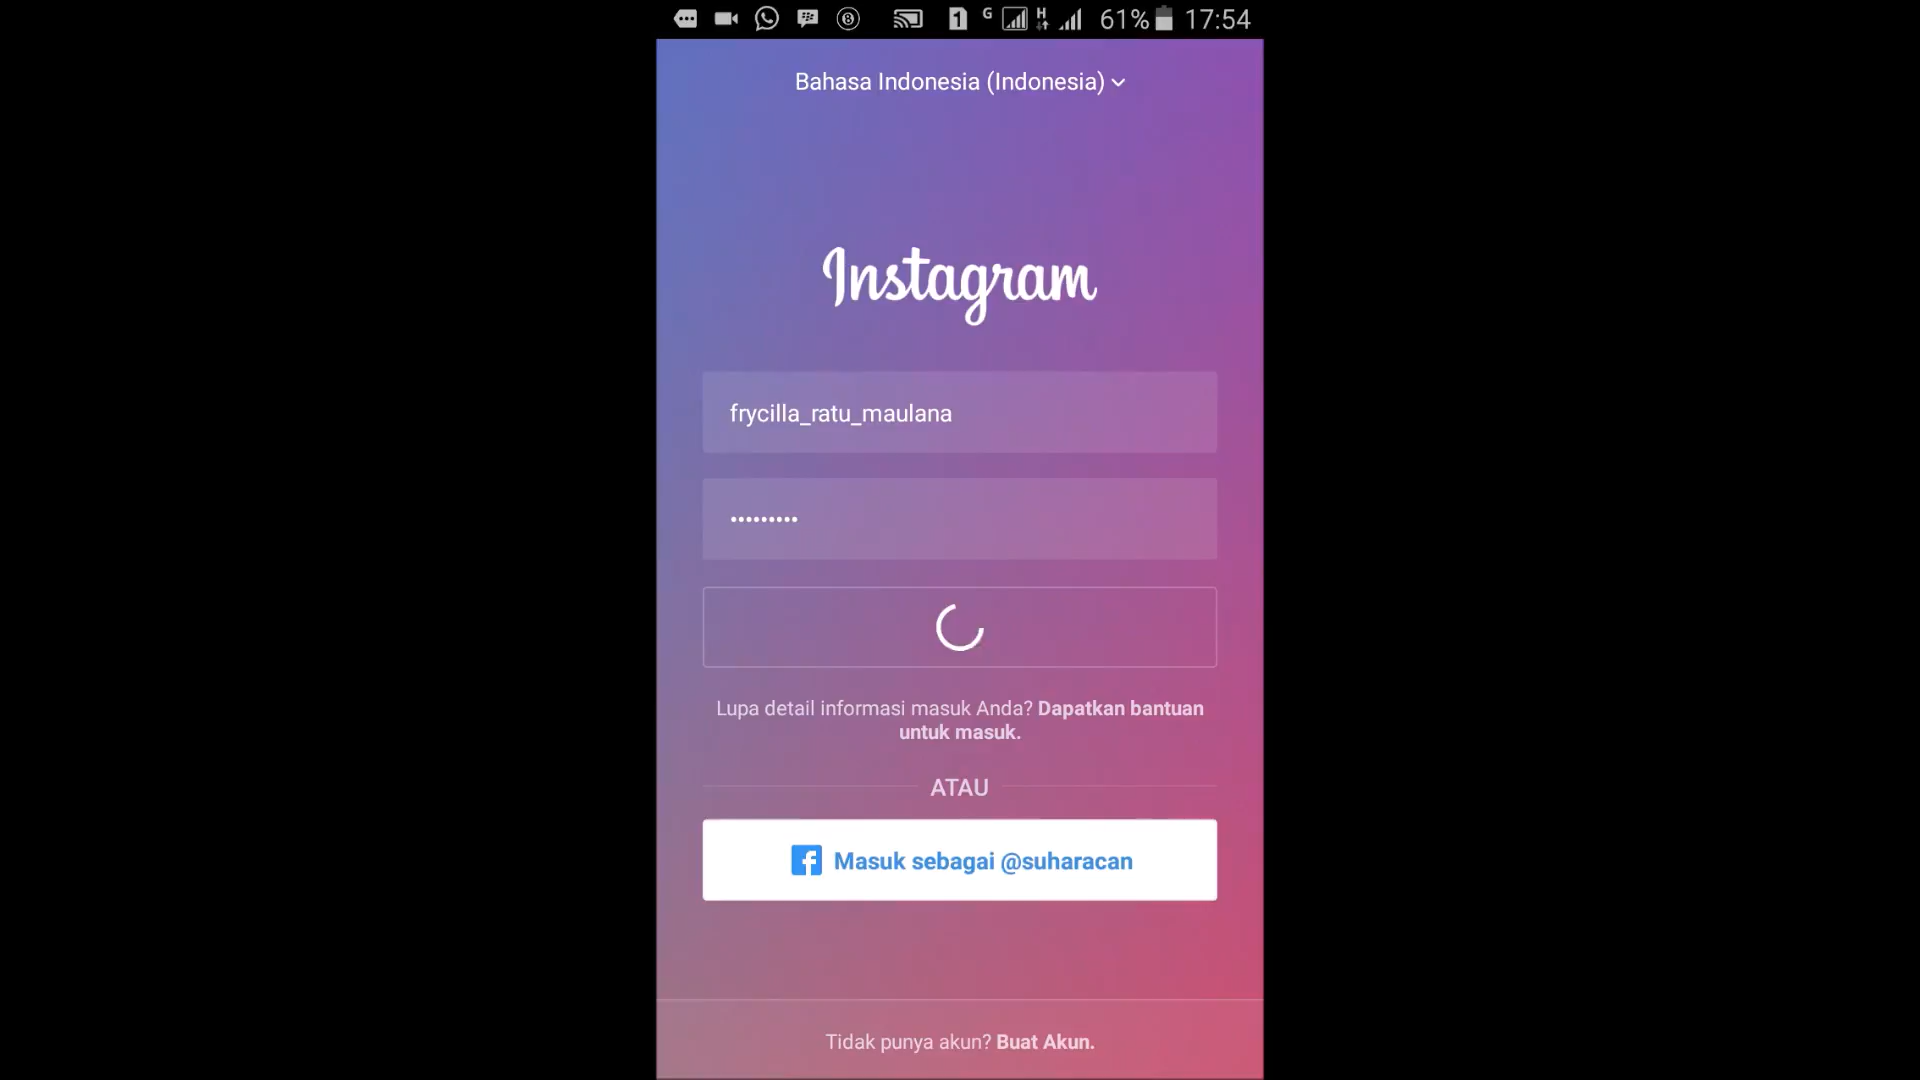 1 G H 61% 17:54
Bahasa Indonesia (Indonesia)
Instagram
frycilla_ratu_maulana
•••••••••
Lupa detail informasi masuk Anda? Dapatkan bantuan
untuk masuk.
ATAU
Masuk sebagai @suharacan
Tidak punya akun? Buat Akun.